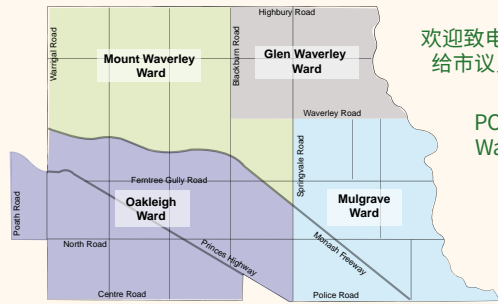 Highbury Road
欢迎致电
给市议
PO
Wa
Warrigal Road
Mount Waverley
Ward
Blackburn Road
Glen Waverley
Ward
Waverley Road
Springvale Road
Ferntree Gully Road
Poath Road
Oakleigh
Ward
Mulgrave
Ward
North Road
Princes Highway
Monash Freeway
Centre Road
Police Road